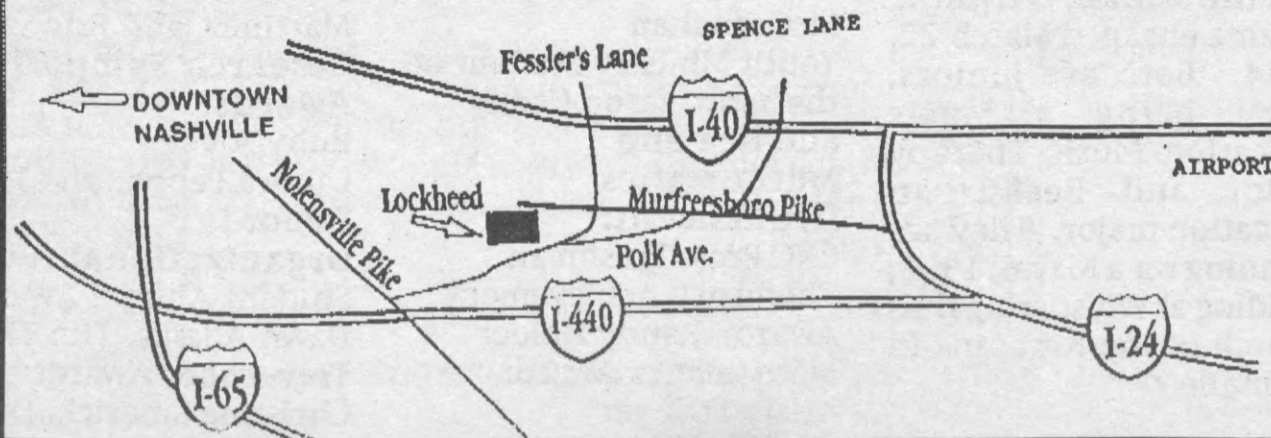 SPENCE LANE
Fessler's Lane
I-40
DOWNTOWN
NASHVILLE
AIRPORT
Nolensville Pike
Lockheed
Murfreesboro Pike
Polk Ave.
I-440
I-24
I-65